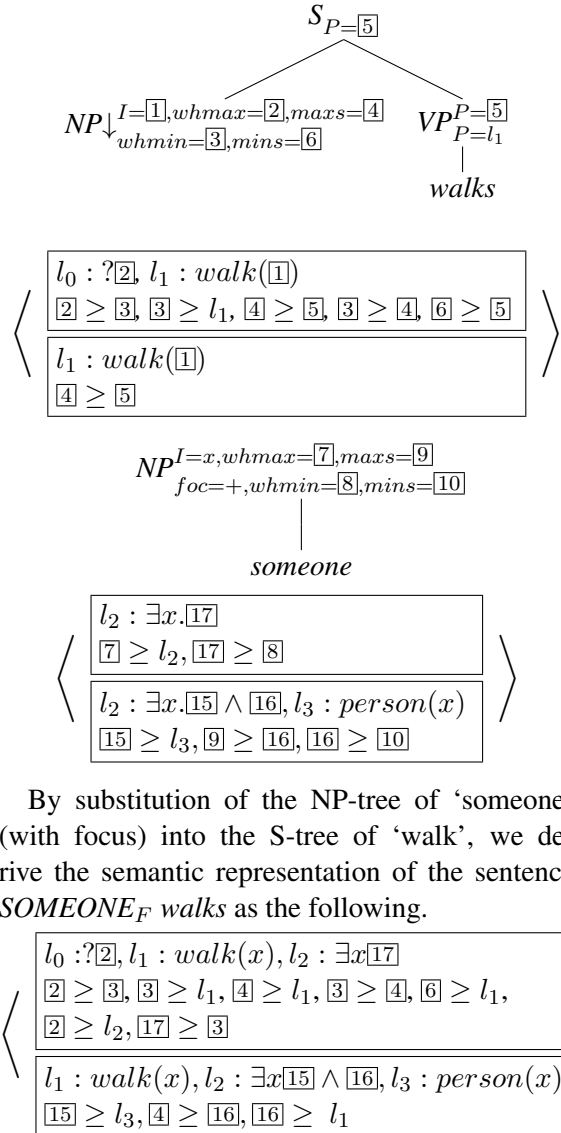 S_{P=[5]}
NP↓^{I=[1],whmax=[2],maxs=[4]}_{whmin=[3],mins=[6]} VP^{P=[5]}_{P=l_1}
walks
l_0 : ?[2], l_1 : walk([1])
[2] ≥ [3], [3] ≥ l_1, [4] ≥ [5], [3] ≥ [4], [6] ≥ [5]
l_1 : walk([1])
[4] ≥ [5]
NP^{I=x,whmax=[7],maxs=[9]}_{foc=+,whmin=[8],mins=[10]}
someone
l_2 : ∃x.[17]
[7] ≥ l_2, [17] ≥ [8]
l_2 : ∃x.[15] ∧ [16], l_3 : person(x)
[15] ≥ l_3, [9] ≥ [16], [16] ≥ [10]
By substitution of the NP-tree of ‘someone
(with focus) into the S-tree of ‘walk’, we de
rive the semantic representation of the sentenc
SOMEONE_F walks as the following.
l_0 :?[2], l_1 : walk(x), l_2 : ∃x[17]
[2] ≥ [3], [3] ≥ l_1, [4] ≥ l_1, [3] ≥ [4], [6] ≥ l_1,
[2] ≥ l_2, [17] ≥ [3]
l_1 : walk(x), l_2 : ∃x[15] ∧ [16], l_3 : person(x)
[15] ≥ l_3, [4] ≥ [16], [16] ≥ l_1